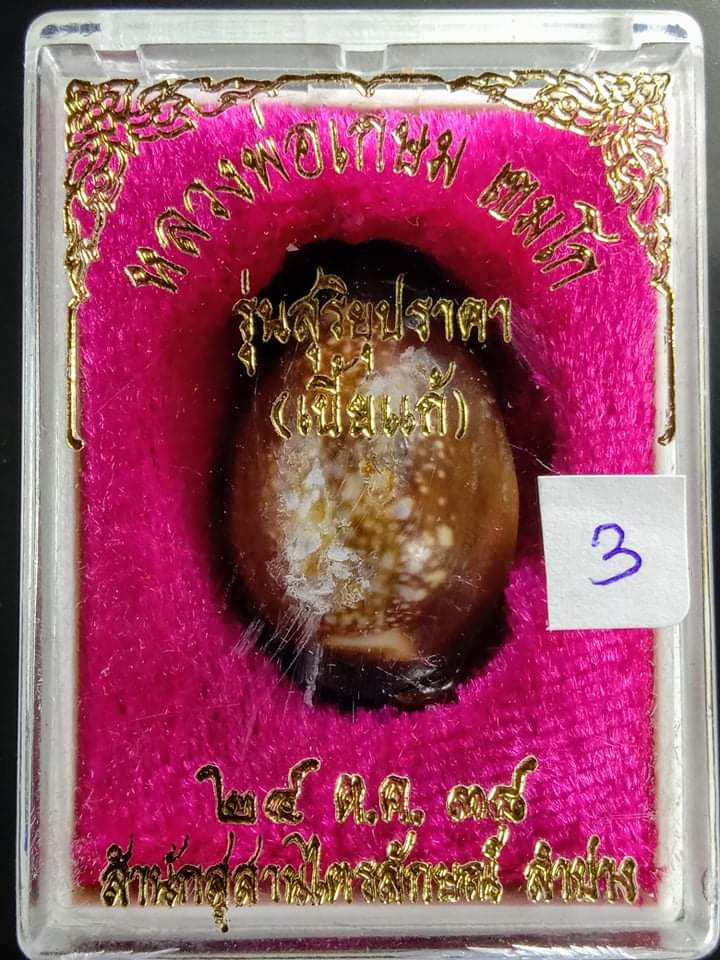 หลวงพ่อเกษม เขมโก
รุ่นสุริยุปราคา
(เบี้ยแก้)
3
๒๔ ต.ค. ๓๘
สำนักสุสานไตรลักษณ์ ลำปาง